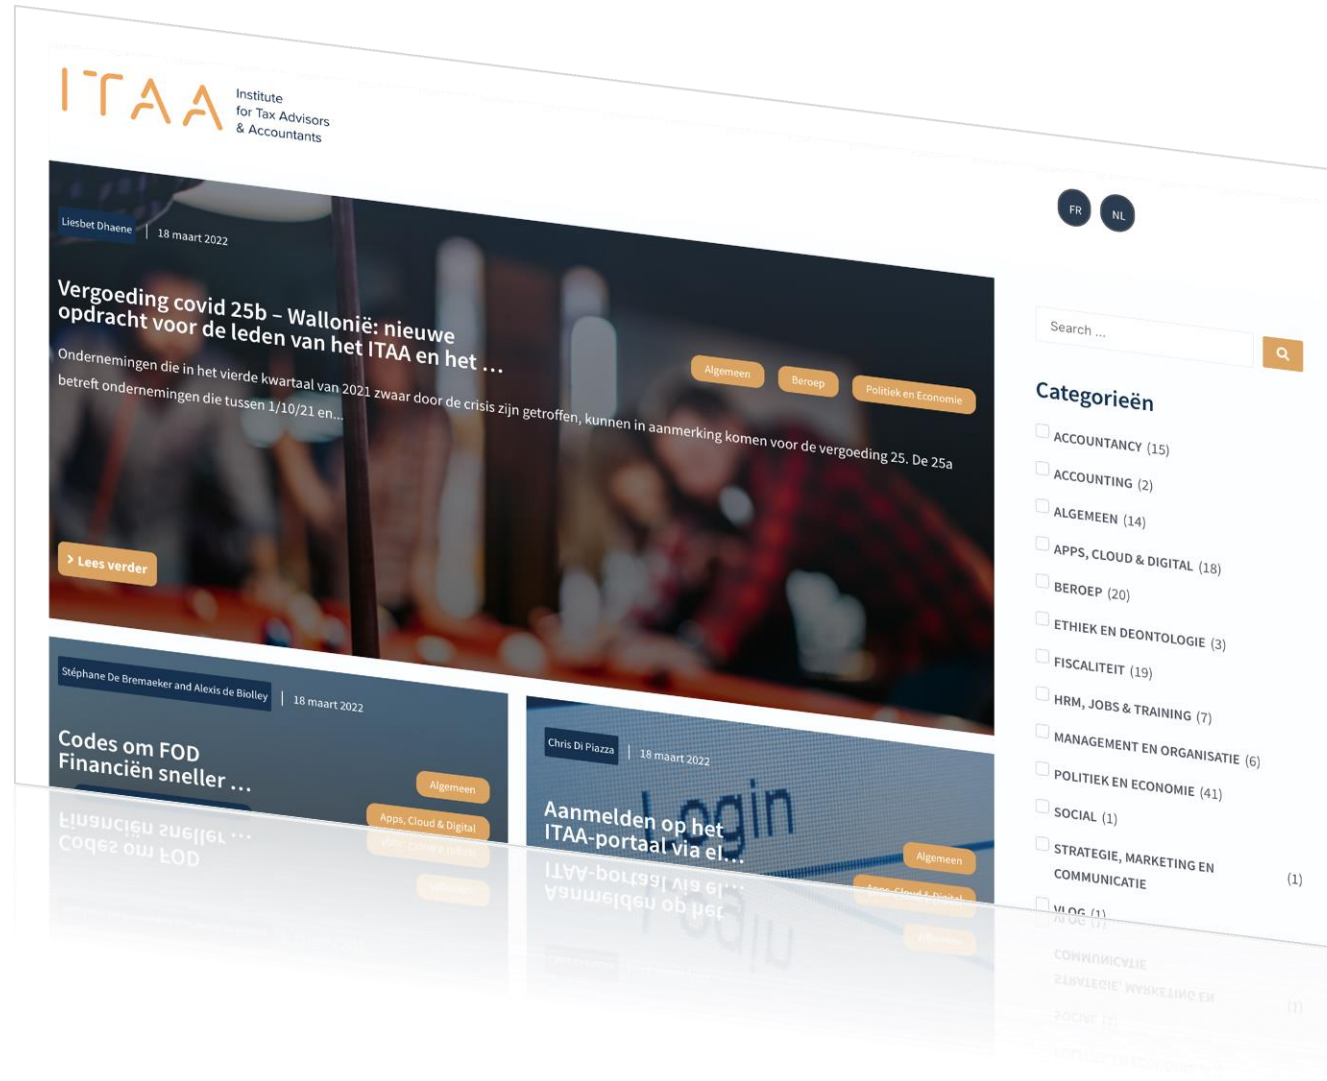 ITAA
Institute
for Tax Advisors
& Accountants
FR
NL
Liesbet Dhaene | 18 maart 2022
Vergoeding covid 25b – Wallonië: nieuwe
opdracht voor de leden van het ITAA en het ...
Ondernemingen die in het vierde kwartaal van 2021 zwaar door de crisis zijn getroffen, kunnen in aanmerking komen voor de vergoeding 25. De 25a
betreft ondernemingen die tussen 1/10/21 en...
Algemeen
Beroep
Politiek en Economie
> Lees verder
Stéphane De Bremaeker and Alexis de Biolley | 18 maart 2022
Codes om FOD
Financiën sneller ...
Algemeen
Apps, Cloud & Digital
Chris Di Piazza | 18 maart 2022
Login
Aanmelden op het
ITAA-portaal via eI...
Algemeen
Apps, Cloud & Digital
Search ...
Categorieën
ACCOUNTANCY (15)
ACCOUNTING (2)
ALGEMEEN (14)
APPS, CLOUD & DIGITAL (18)
BEROEP (20)
ETHIEK EN DEONTOLOGIE (3)
FISCALITEIT (19)
HRM, JOBS & TRAINING (7)
MANAGEMENT EN ORGANISATIE (6)
POLITIEK EN ECONOMIE (41)
SOCIAL (1)
STRATEGIE, MARKETING EN
COMMUNICATIE (1)
VLOG (1)